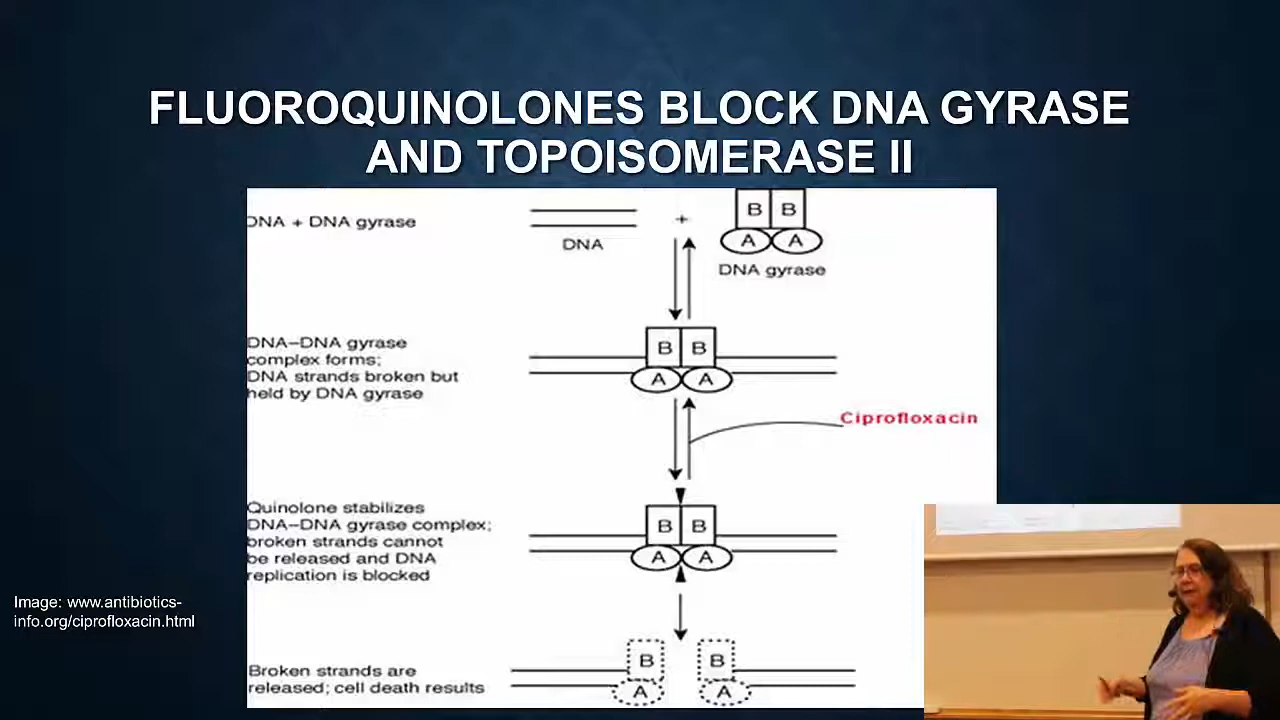 FLUOROQUINOLONES BLOCK DNA GYRASE
AND TOPOISOMERASE II
DNA + DNA gyrase
DNA
+
B B
A A
DNA gyrase
DNA–DNA gyrase
complex forms;
DNA strands broken but
held by DNA gyrase
B B
A A
Ciprofloxacin
Quinolone stabilizes
DNA–DNA gyrase complex;
broken strands cannot
be released and DNA
replication is blocked
B B
A A
Image: www.antibiotics-
info.org/ciprofloxacin.html
Broken strands are
released; cell death results
B B
A A